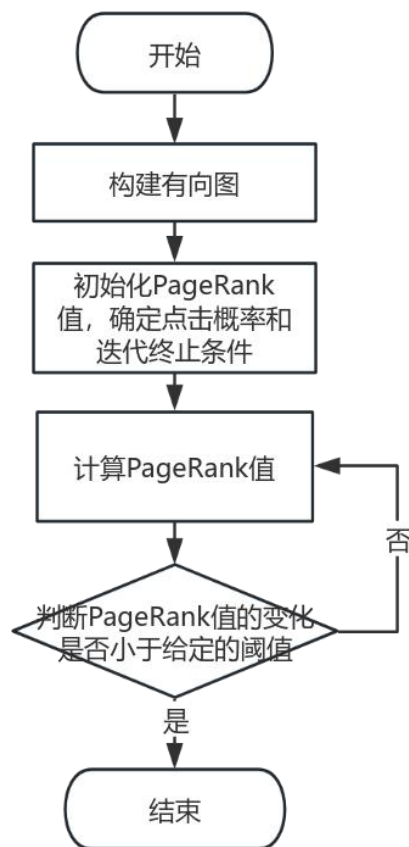 开始
构建有向图
初始化PageRank
值，确定点击概率和
迭代终止条件
计算PageRank值
否
判断PageRank值的变化
是否小于给定的阈值
是
结束